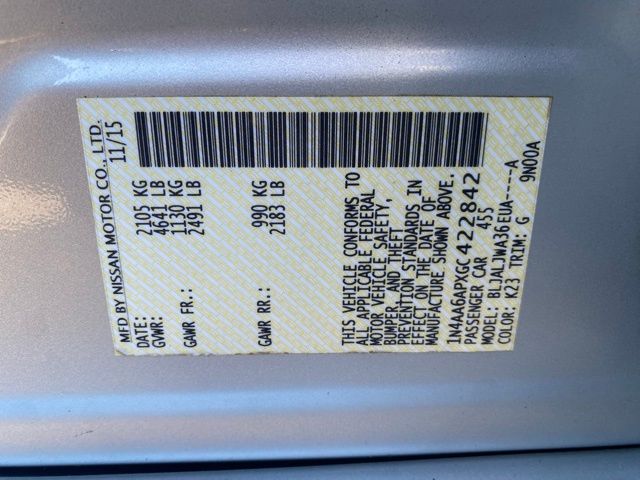 MFD BY NISSAN MOTOR CO., LTD.
DATE: 11/15
GVWR: 2105 KG
4641 LB
GAWR FR: 1130 KG
2491 LB
GAWR RR: 990 KG
2183 LB
THIS VEHICLE CONFORMS TO
ALL APPLICABLE FEDERAL
MOTOR VEHICLE SAFETY,
BUMPER, AND THEFT
PREVENTION STANDARDS IN
EFFECT ON THE DATE OF
MANUFACTURE SHOWN ABOVE.
1N4AA6APXGC422842
PASSENGER CAR 455
MODEL: BLJALJWA36EUA----A
COLOR: K23 TRIM: G 9N00A